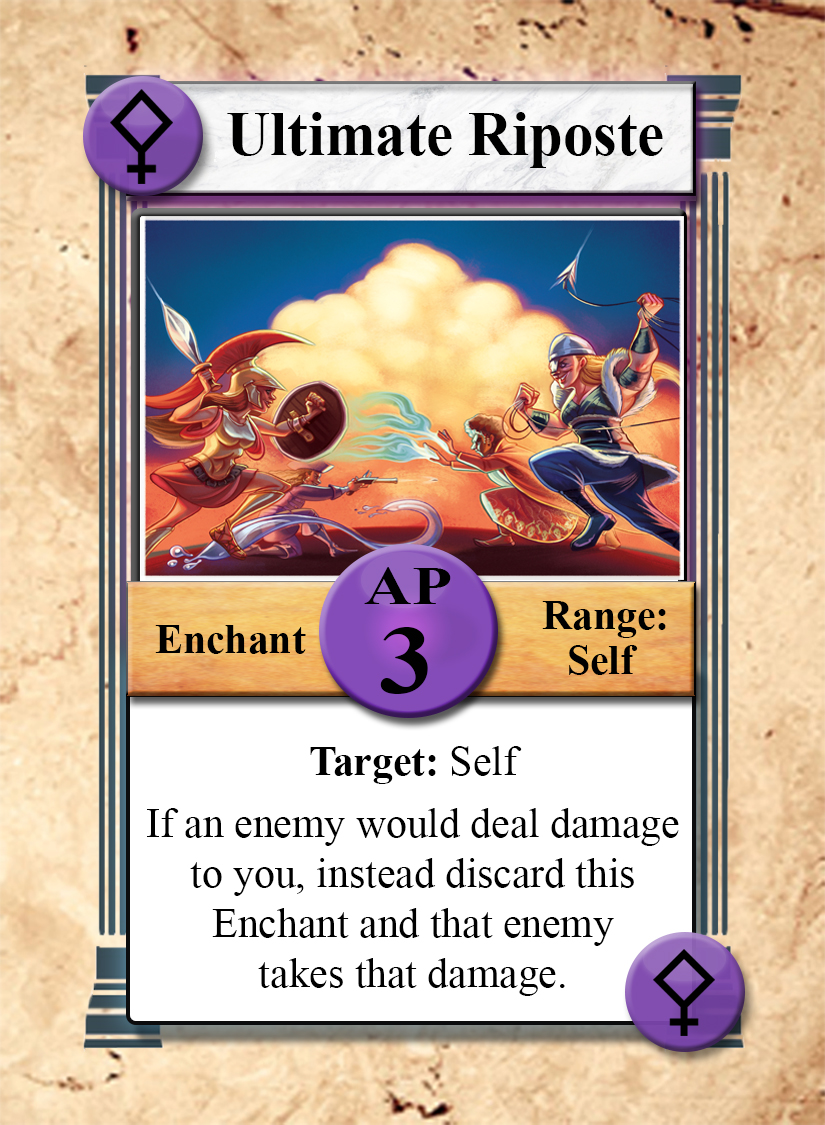 Ultimate Riposte
AP
3
Enchant
Range:
Self
Target: Self
If an enemy would deal damage
to you, instead discard this
Enchant and that enemy
takes that damage.